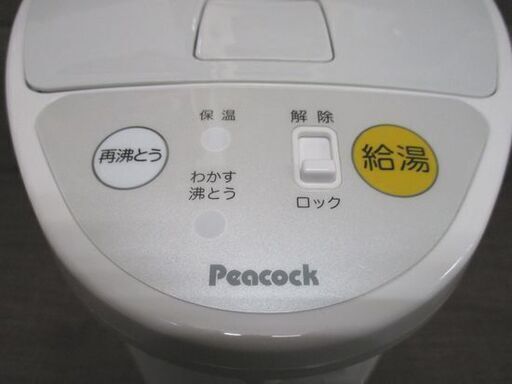 保温
解除
再沸とう
給湯
わかす
沸とう
ロック
Peacock